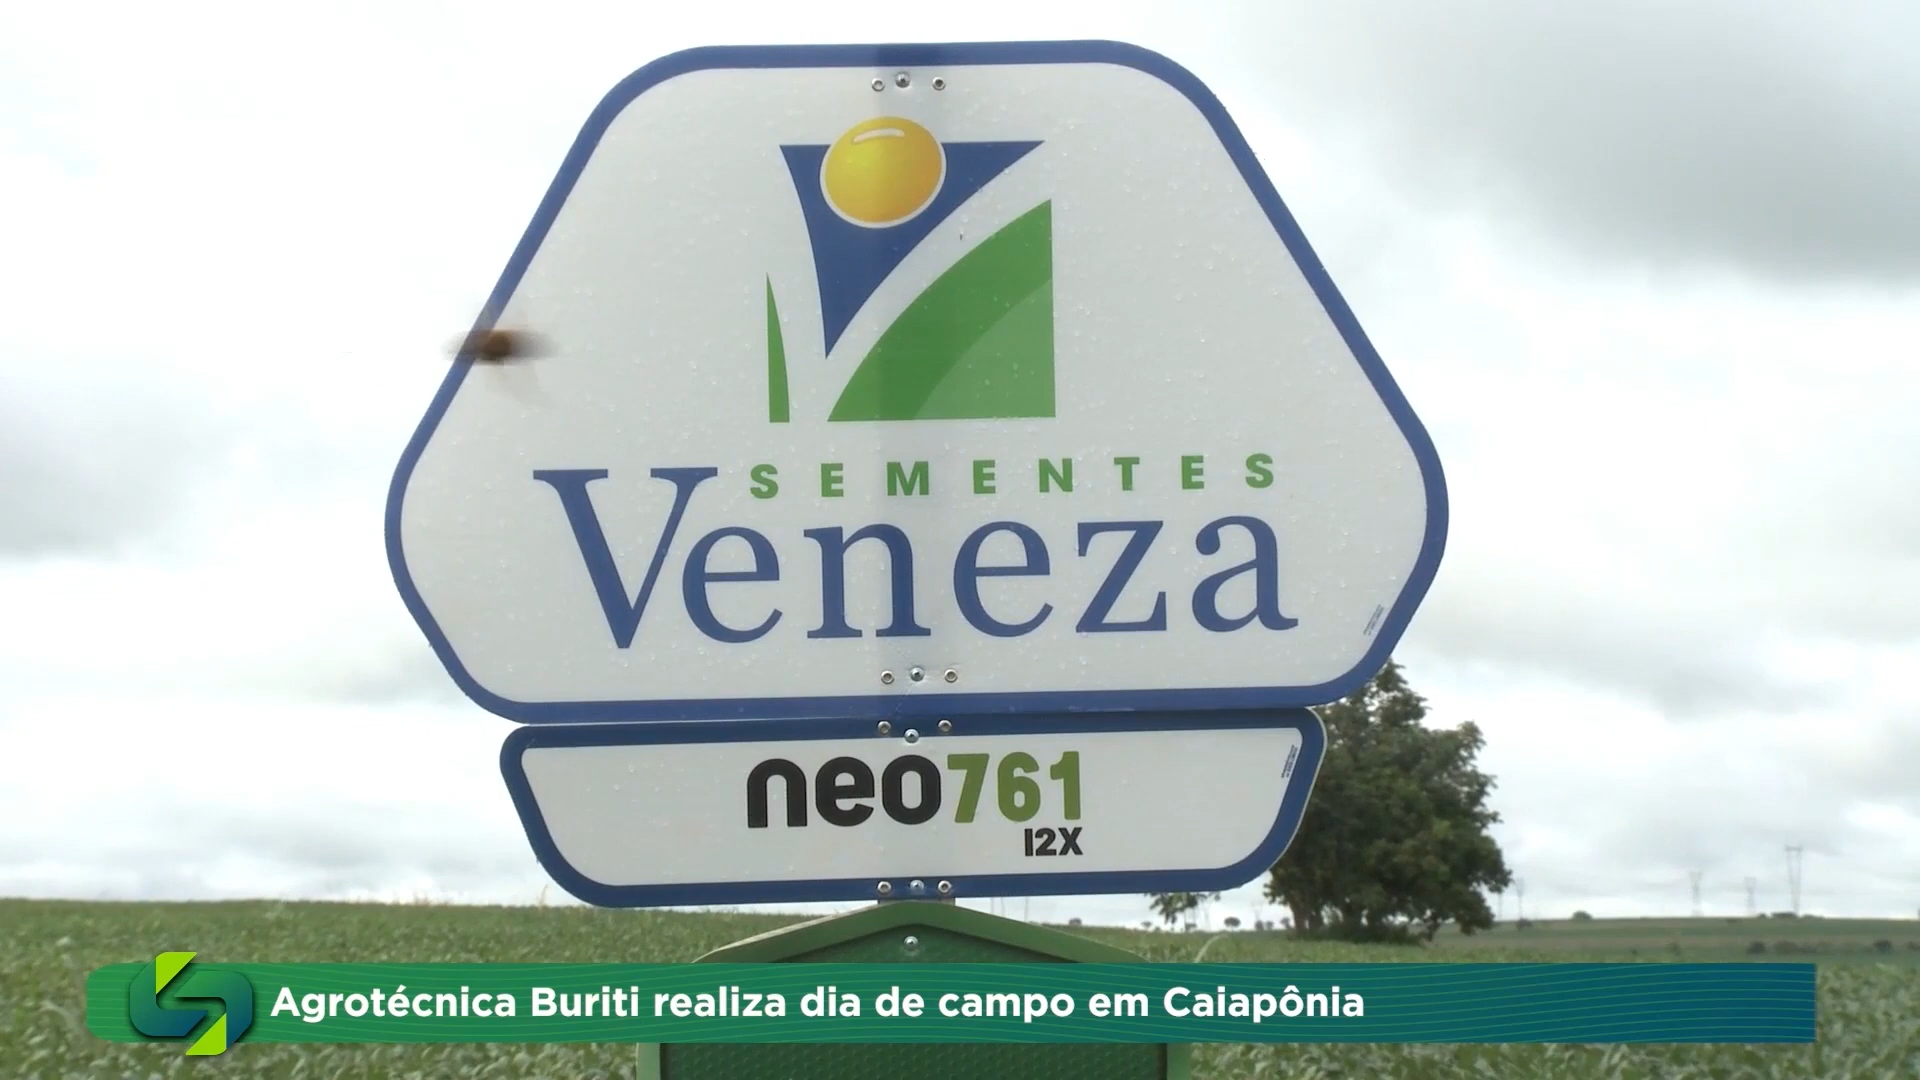 SEMENTES
Veneza
neo761
I2X
Agrotécnica Buriti realiza dia de campo em Caiapônia